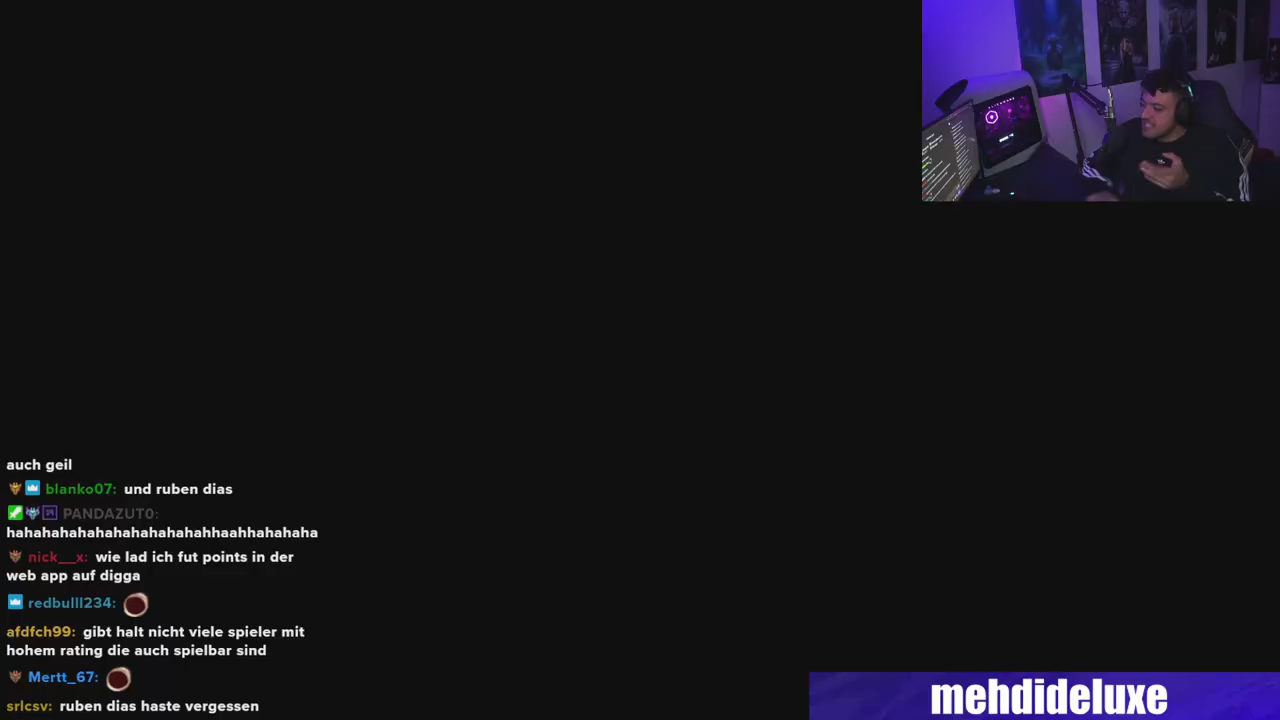 auch geil
blanko07: und ruben dias
PANDAZUT0:
hahahahahahahahahahahhaahhahahaha
nick__x: wie lad ich fut points in der
web app auf digga
redbulll234:
afdfch99: gibt halt nicht viele spieler mit
hohem rating die auch spielbar sind
Mertt_67:
srlcsv: ruben dias haste vergessen
mehdideluxe